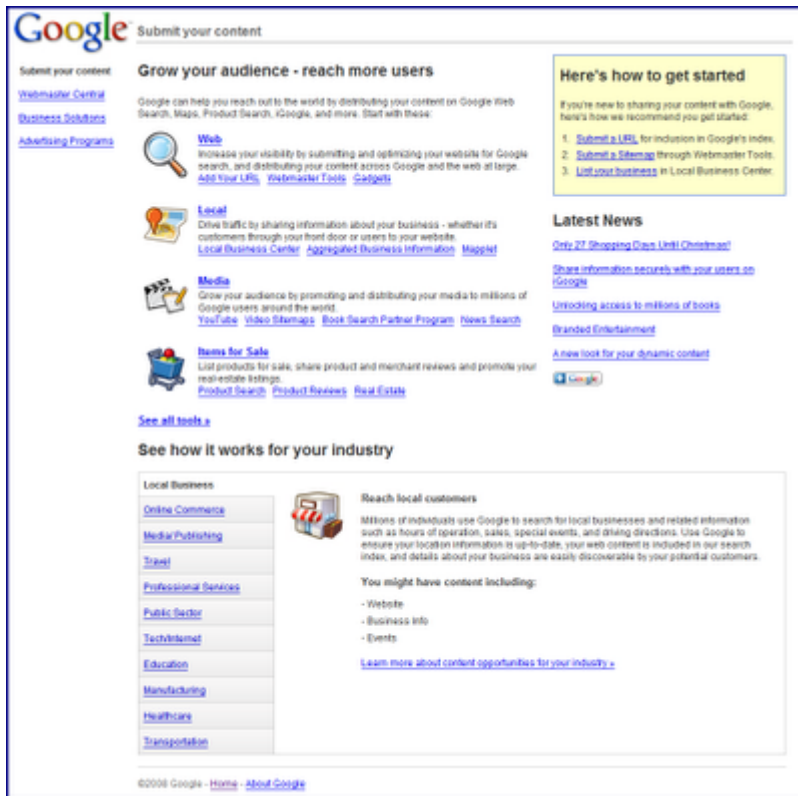 Google Submit your content
Submit your content
Webmaster Central
Business Solutions
Advertising Programs
Grow your audience - reach more users
Google can help you reach out to the world by distributing your content on Google Web
Search, Maps, Product Search, iGoogle, and more. Start with these:
Web
Increase your visibility by submitting and optimizing your website for Google
search, and distributing your content across Google and the web at large.
Add Your URL Webmaster Tools Gadgets
Local
Drive traffic by sharing information about your business - whether it's
customers through your front door or users to your website.
Local Business Center Aggregated Business Information Mapplet
Media
Grow your audience by promoting and distributing your media to millions of
Google users around the world.
YouTube Video Sitemaps Book Search Partner Program News Search
Items for Sale
List products for sale, share product and merchant reviews and promote your
real-estate listings.
Product Search Product Reviews Real Estate
See all tools »
Here's how to get started
If you're new to sharing your content with Google,
here's how we recommend you get started:
1. Submit a URL for inclusion in Google's index.
2. Submit a Sitemap through Webmaster Tools.
3. List your business in Local Business Center.
Latest News
Only 27 Shopping Days Until Christmas!
Share information securely with your users on
iGoogle
Unlocking access to millions of books
Branded Entertainment
A new look for your dynamic content
Google
See how it works for your industry
Local Business
Online Commerce
Media/Publishing
Travel
Professional Services
Public Sector
Tech/Internet
Education
Manufacturing
Healthcare
Transportation
Reach local customers
Millions of individuals use Google to search for local businesses and related information
such as hours of operation, sales, special events, and driving directions. Use Google to
ensure your location information is up-to-date, your web content is included in our search
index, and details about your business are easily discoverable by your potential customers.
You might have content including:
- Website
- Business Info
- Events
Learn more about content opportunities for your industry »
©2008 Google - Home - About Google